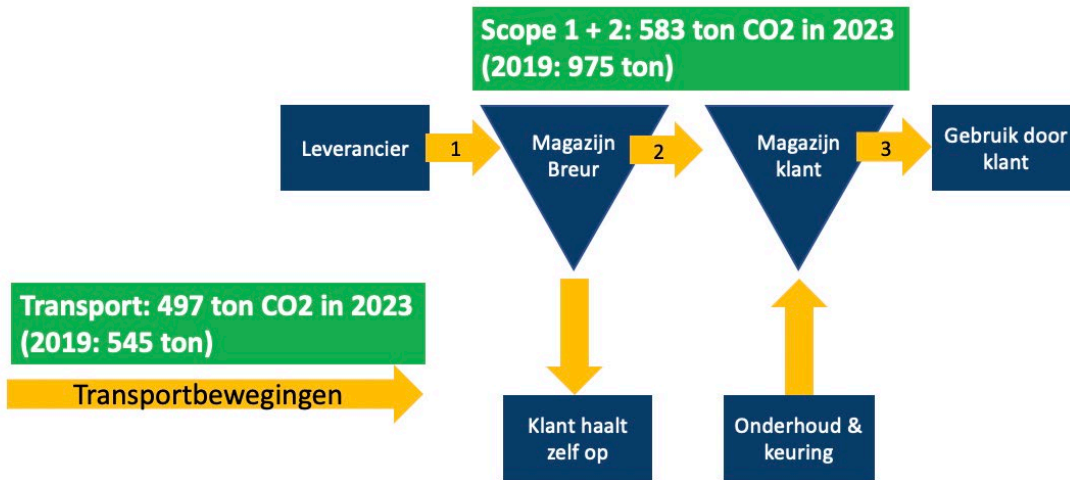 Scope 1 + 2: 583 ton CO2 in 2023
(2019: 975 ton)
Leverancier
1
Magazijn
Breur
2
Magazijn
klant
3
Gebruik door
klant
Transport: 497 ton CO2 in 2023
(2019: 545 ton)
Transportbewegingen
Klant haalt
zelf op
Onderhoud &
keuring